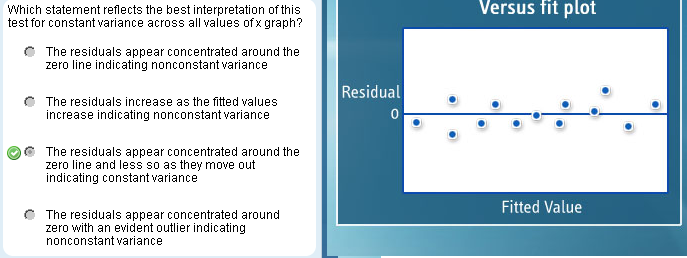 Which statement reflects the best interpretation of this
test for constant variance across all values of x graph?
The residuals appear concentrated around the
zero line indicating nonconstant variance
The residuals increase as the fitted values
increase indicating nonconstant variance
The residuals appear concentrated around the
zero line and less so as they move out
indicating constant variance
The residuals appear concentrated around
zero with an evident outlier indicating
nonconstant variance
Versus fit plot
Residual
0
Fitted Value